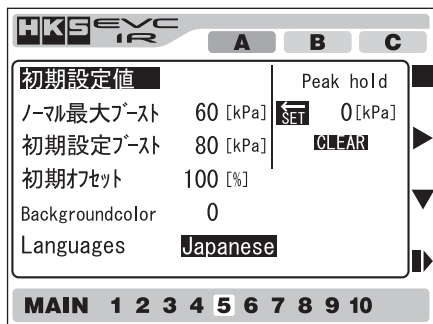 HKS EVC
IR
A B C
初期設定値
ノーマル最大ブースト 60 [kPa]
初期設定ブースト 80 [kPa]
初期オフセット 100 [%]
Backgroundcolor 0
Languages Japanese
Peak hold
SET 0 [kPa]
CLEAR
MAIN 1 2 3 4 5 6 7 8 9 10